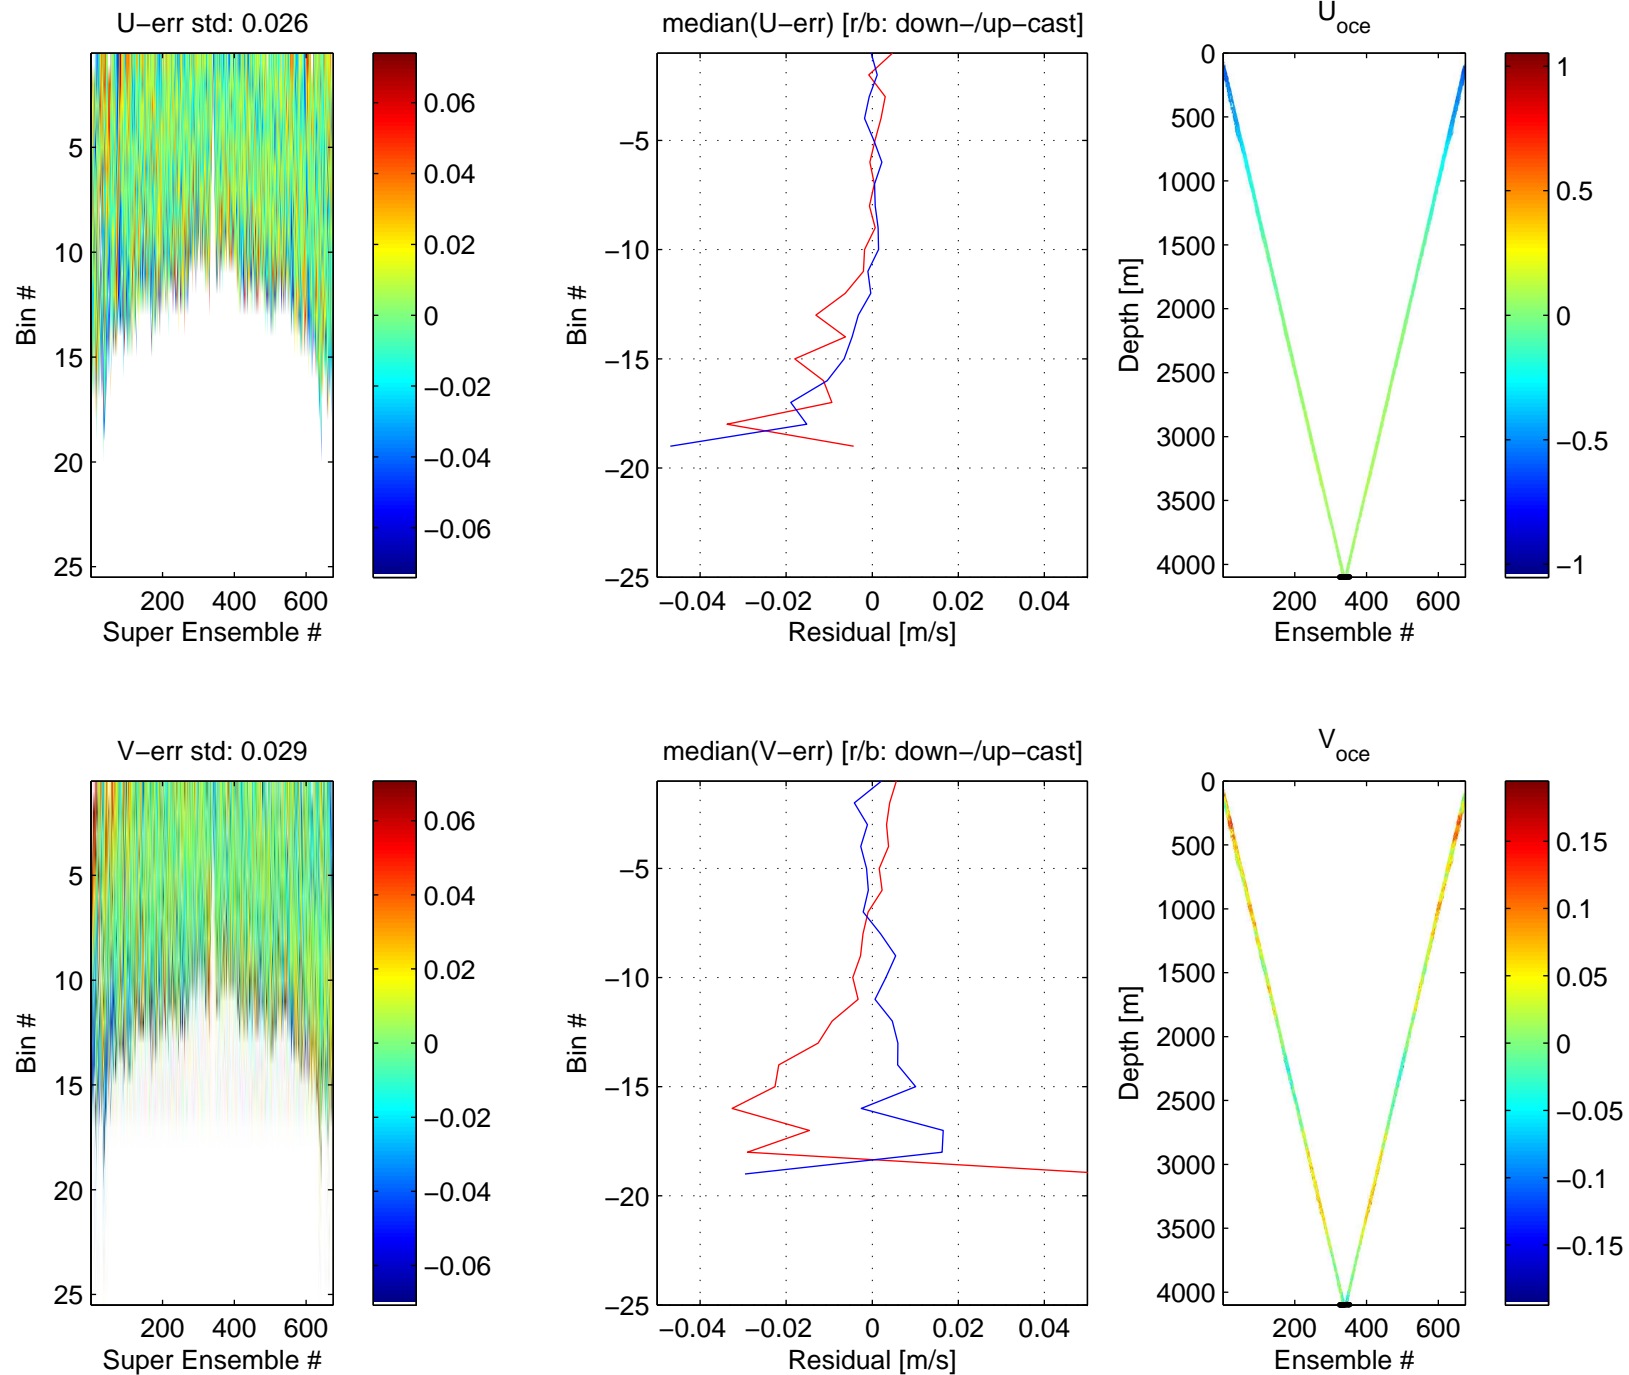 U−err std: 0.026
5
10
15
20
25
200 400 600
Bin #
Super Ensemble #
0.06
0.04
0.02
0
−0.02
−0.04
−0.06
median(U−err) [r/b: down−/up−cast]
−5
−10
−15
−20
−25
−0.04 −0.02 0 0.02 0.04
Bin #
Residual [m/s]
U_oce
0
500
1000
1500
2000
2500
3000
3500
4000
200 400 600
Depth [m]
Ensemble #
1
0.5
0
−0.5
−1
V−err std: 0.029
5
10
15
20
25
200 400 600
Bin #
Super Ensemble #
0.06
0.04
0.02
0
−0.02
−0.04
−0.06
median(V−err) [r/b: down−/up−cast]
−5
−10
−15
−20
−25
−0.04 −0.02 0 0.02 0.04
Bin #
Residual [m/s]
V_oce
0
500
1000
1500
2000
2500
3000
3500
4000
200 400 600
Depth [m]
Ensemble #
0.15
0.1
0.05
0
−0.05
−0.1
−0.15